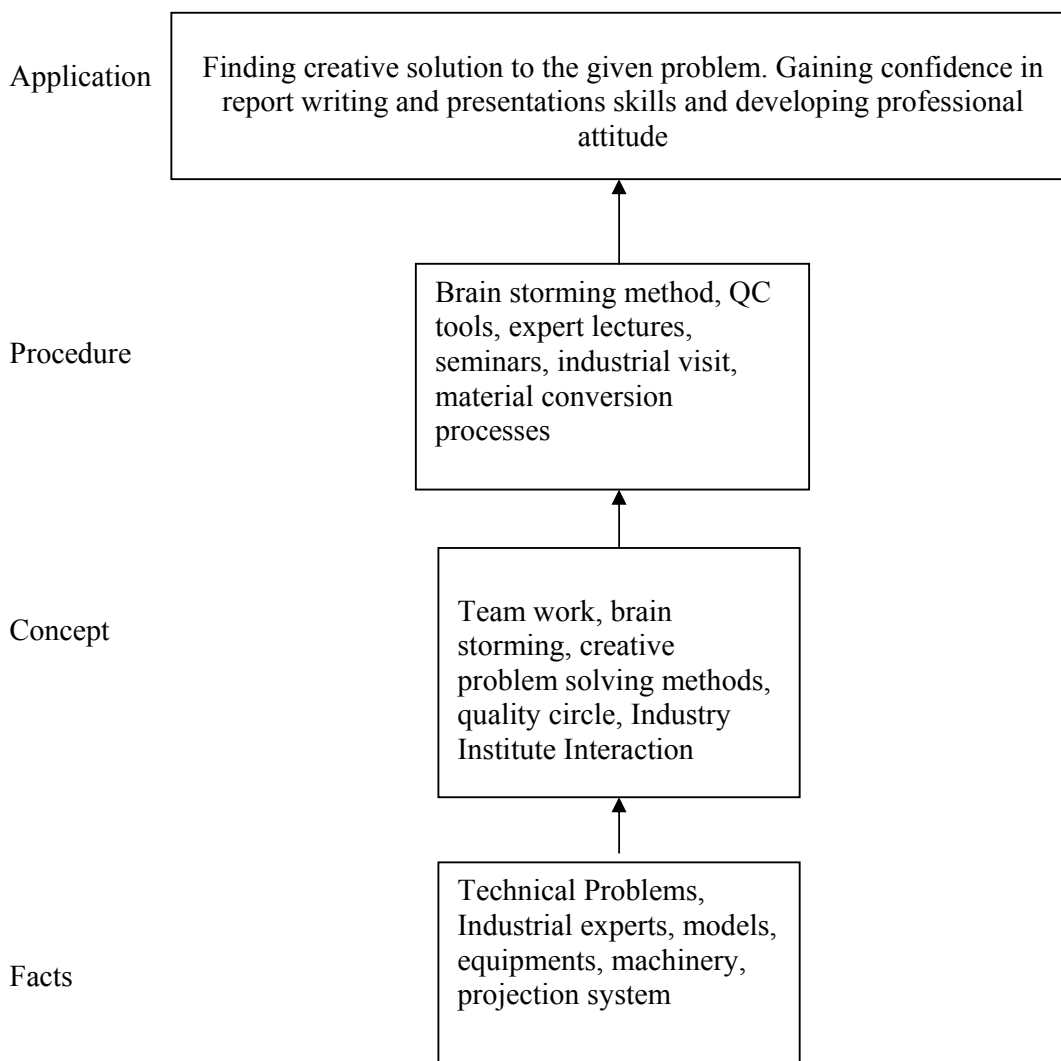 Application
Finding creative solution to the given problem. Gaining confidence in
report writing and presentations skills and developing professional
attitude
Procedure
Brain storming method, QC
tools, expert lectures,
seminars, industrial visit,
material conversion
processes
Concept
Team work, brain
storming, creative
problem solving methods,
quality circle, Industry
Institute Interaction
Facts
Technical Problems,
Industrial experts, models,
equipments, machinery,
projection system